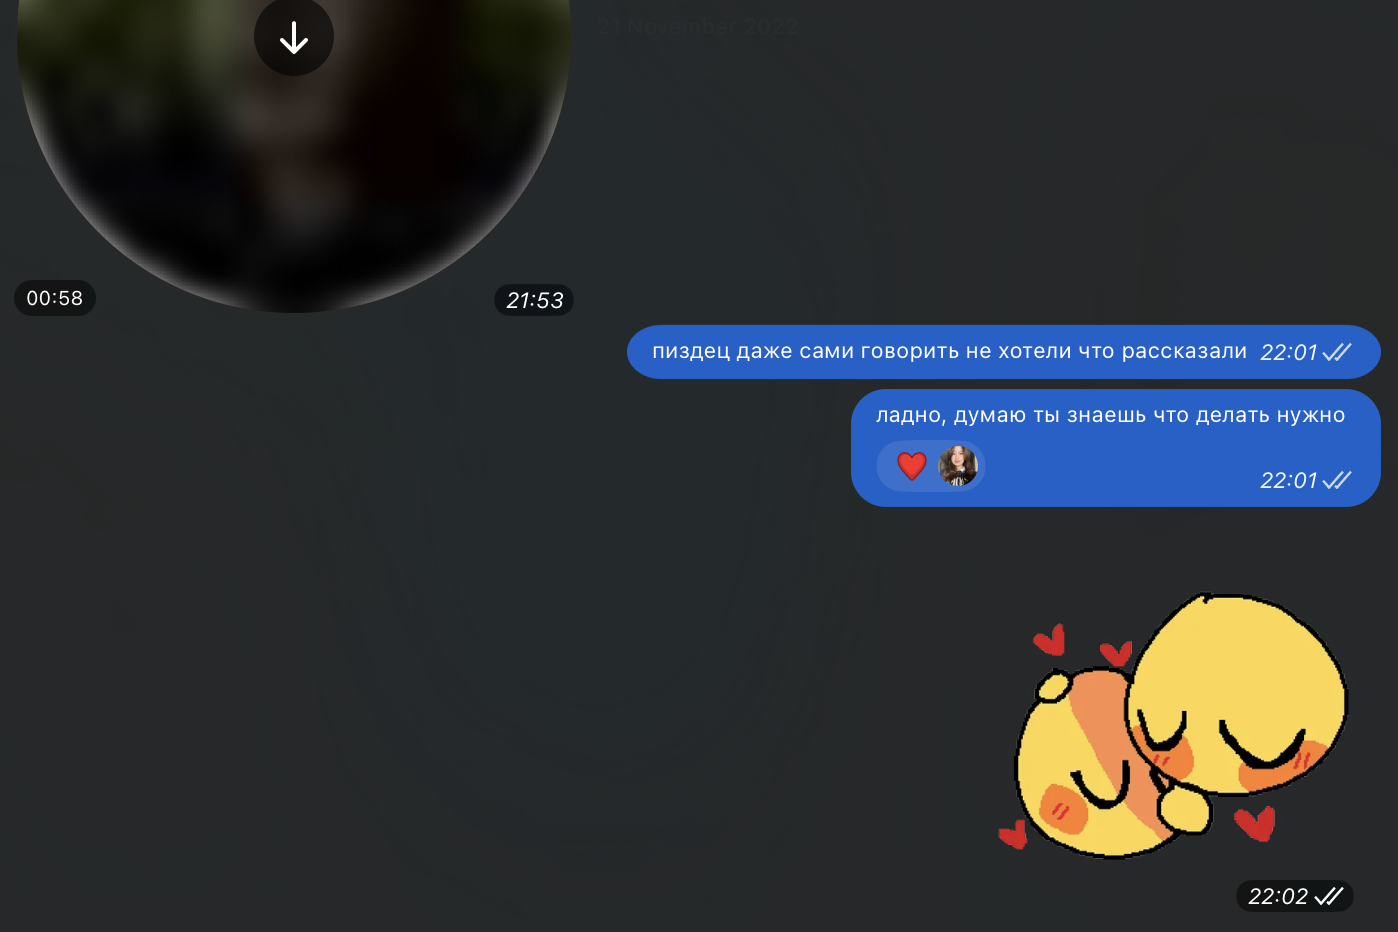 21 November 2022
00:58
21:53
пиздец даже сами говорить не хотели что рассказали 22:01
ладно, думаю ты знаешь что делать нужно
22:01
22:02